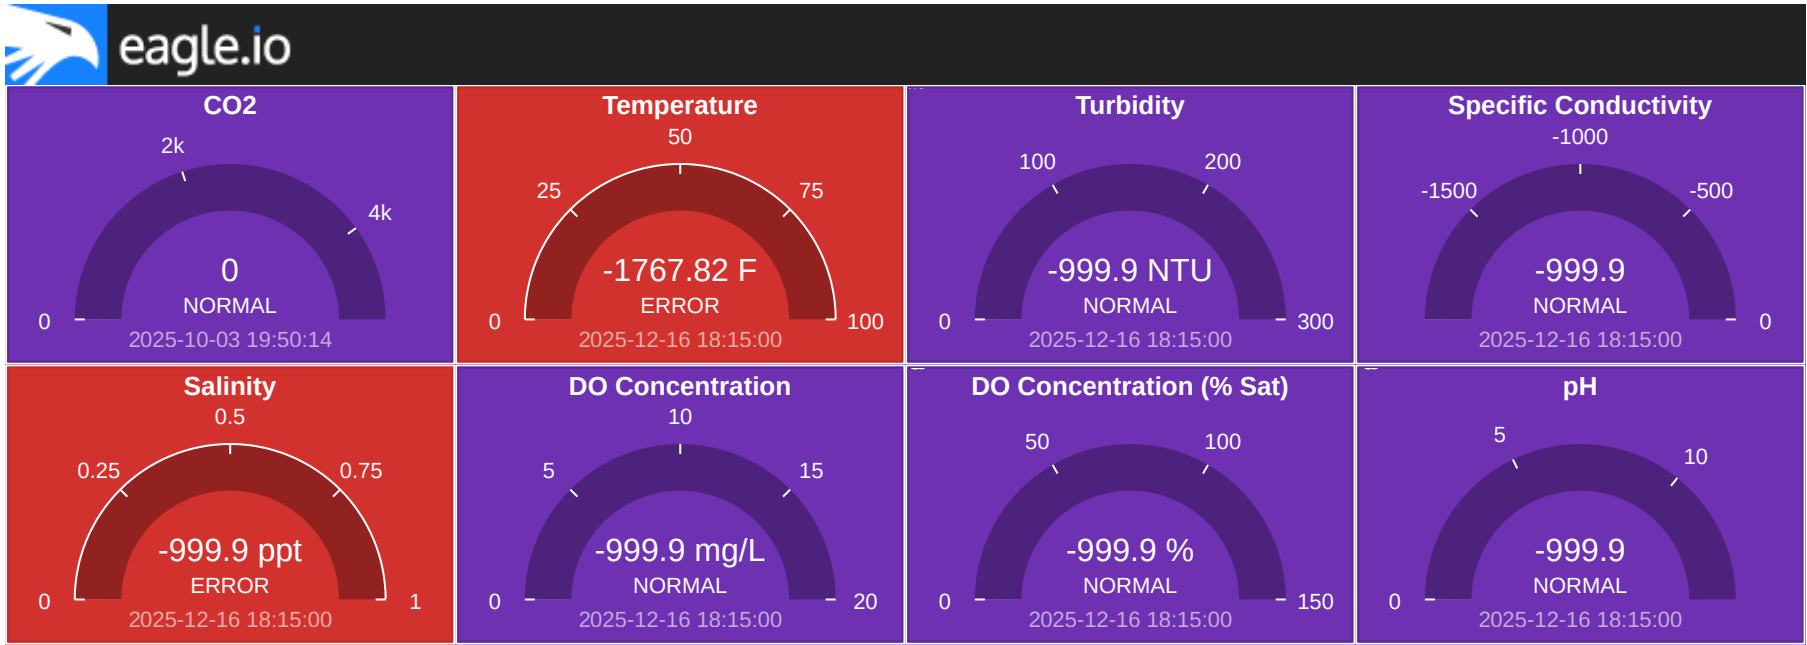 eagle.io
CO2
2k
4k
0
NORMAL
0
2025-10-03 19:50:14
Temperature
50
25
75
-1767.82 F
ERROR
0
100
2025-12-16 18:15:00
Turbidity
100
200
-999.9 NTU
NORMAL
0
300
2025-12-16 18:15:00
Specific Conductivity
-1000
-1500
-500
-999.9
NORMAL
0
2025-12-16 18:15:00
Salinity
0.5
0.25
0.75
-999.9 ppt
ERROR
0
1
2025-12-16 18:15:00
DO Concentration
10
5
15
-999.9 mg/L
NORMAL
0
20
2025-12-16 18:15:00
DO Concentration (% Sat)
50
100
-999.9 %
NORMAL
0
150
2025-12-16 18:15:00
pH
5
10
-999.9
NORMAL
0
2025-12-16 18:15:00